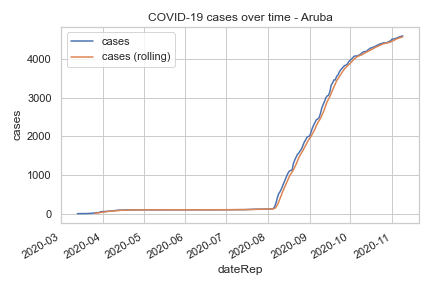 COVID-19 cases over time - Aruba
cases
cases (rolling)
4000
3000
2000
1000
0
cases
2020-03
2020-04
2020-05
2020-06
2020-07
2020-08
2020-09
2020-10
2020-11
dateRep